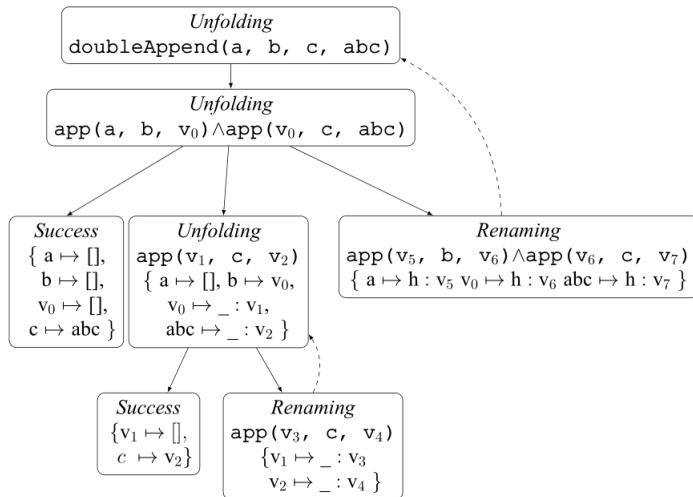 Unfolding
doubleAppend(a, b, c, abc)
Unfolding
app(a, b, v₀)∧app(v₀, c, abc)
Success
{ a ↦ [],
b ↦ [],
v₀ ↦ [],
c ↦ abc }
Unfolding
app(v₁, c, v₂)
{ a ↦ [], b ↦ v₀,
v₀ ↦ _ : v₁,
abc ↦ _ : v₂ }
Renaming
app(v₅, b, v₆)∧app(v₆, c, v₇)
{ a ↦ h : v₅ v₀ ↦ h : v₆ abc ↦ h : v₇ }
Success
{v₁ ↦ [],
c ↦ v₂}
Renaming
app(v₃, c, v₄)
{v₁ ↦ _ : v₃
v₂ ↦ _ : v₄ }